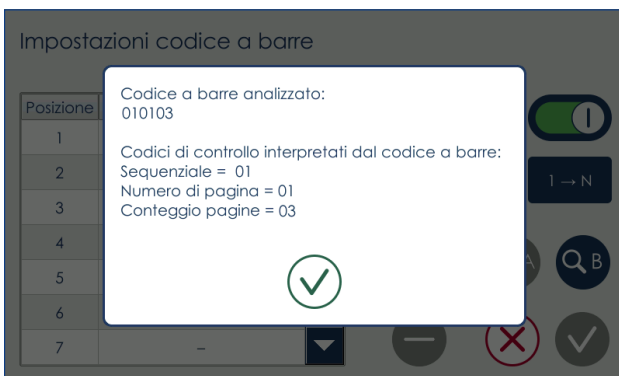 Impostazioni codice a barre
Codice a barre analizzato:
010103
Codici di controllo interpretati dal codice a barre:
Sequenziale = 01
Numero di pagina = 01
Conteggio pagine = 03
Posizione
1
2
3
4
5
6
7 –
1 → N
B